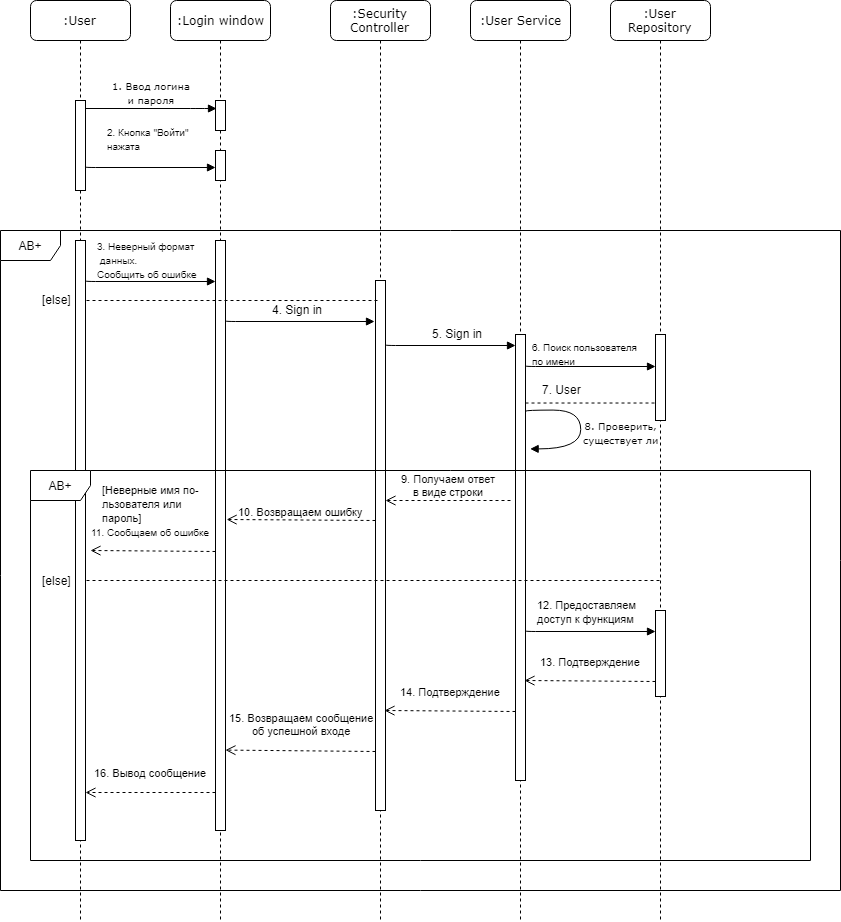 :User
:Login window
:Security
Controller
:User Service
:User
Repository
1. Ввод логина
и пароля
2. Кнопка "Войти"
нажата
АВ+
3. Неверный формат
данных.
Сообщить об ошибке
[else]
4. Sign in
5. Sign in
6. Поиск пользователя
по имени
7. User
8. Проверить,
существует ли
АВ+
[Неверные имя по-
льзователя или
пароль]
9. Получаем ответ
в виде строки
10. Возвращаем ошибку
11. Сообщаем об ошибке
[else]
12. Предоставляем
доступ к функциям
13. Подтверждение
14. Подтверждение
15. Возвращаем сообщение
об успешной входе
16. Вывод сообщение